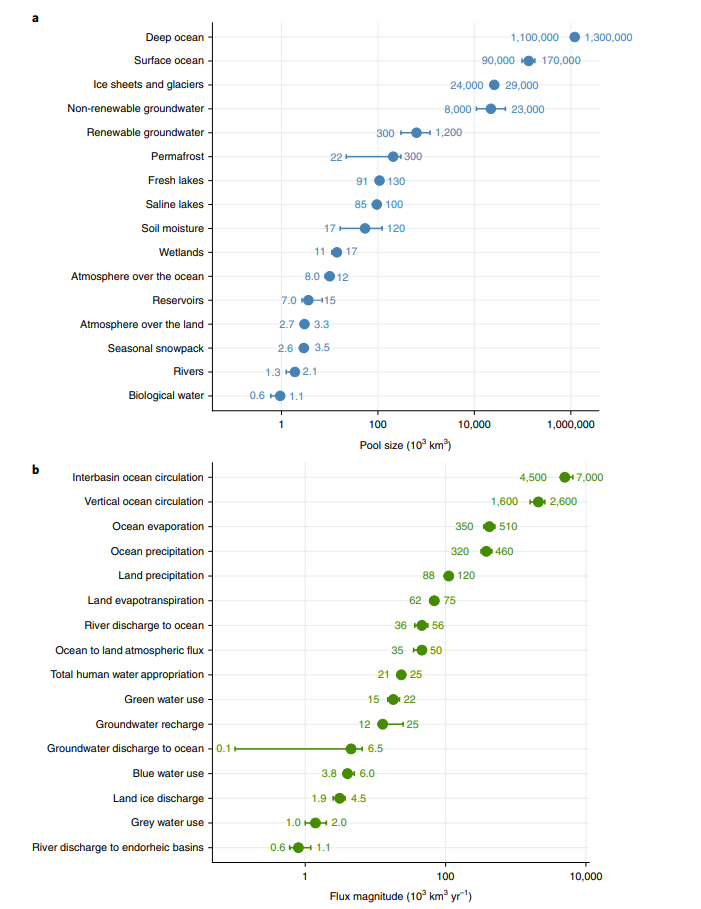 a
Deep ocean 1,100,000 1,300,000
Surface ocean 90,000 170,000
Ice sheets and glaciers 24,000 29,000
Non-renewable groundwater 8,000 23,000
Renewable groundwater 300 1,200
Permafrost 22 300
Fresh lakes 91 130
Saline lakes 85 100
Soil moisture 17 120
Wetlands 11 17
Atmosphere over the ocean 8.0 12
Reservoirs 7.0 15
Atmosphere over the land 2.7 3.3
Seasonal snowpack 2.6 3.5
Rivers 1.3 2.1
Biological water 0.6 1.1
1 100 10,000 1,000,000
Pool size (10³ km³)
b
Interbasin ocean circulation 4,500 7,000
Vertical ocean circulation 1,600 2,600
Ocean evaporation 350 510
Ocean precipitation 320 460
Land precipitation 88 120
Land evapotranspiration 62 75
River discharge to ocean 36 56
Ocean to land atmospheric flux 35 50
Total human water appropriation 21 25
Green water use 15 22
Groundwater recharge 12 25
Groundwater discharge to ocean 0.1 6.5
Blue water use 3.8 6.0
Land ice discharge 1.9 4.5
Grey water use 1.0 2.0
River discharge to endorheic basins 0.6 1.1
1 100 10,000
Flux magnitude (10³ km³ yr⁻¹)